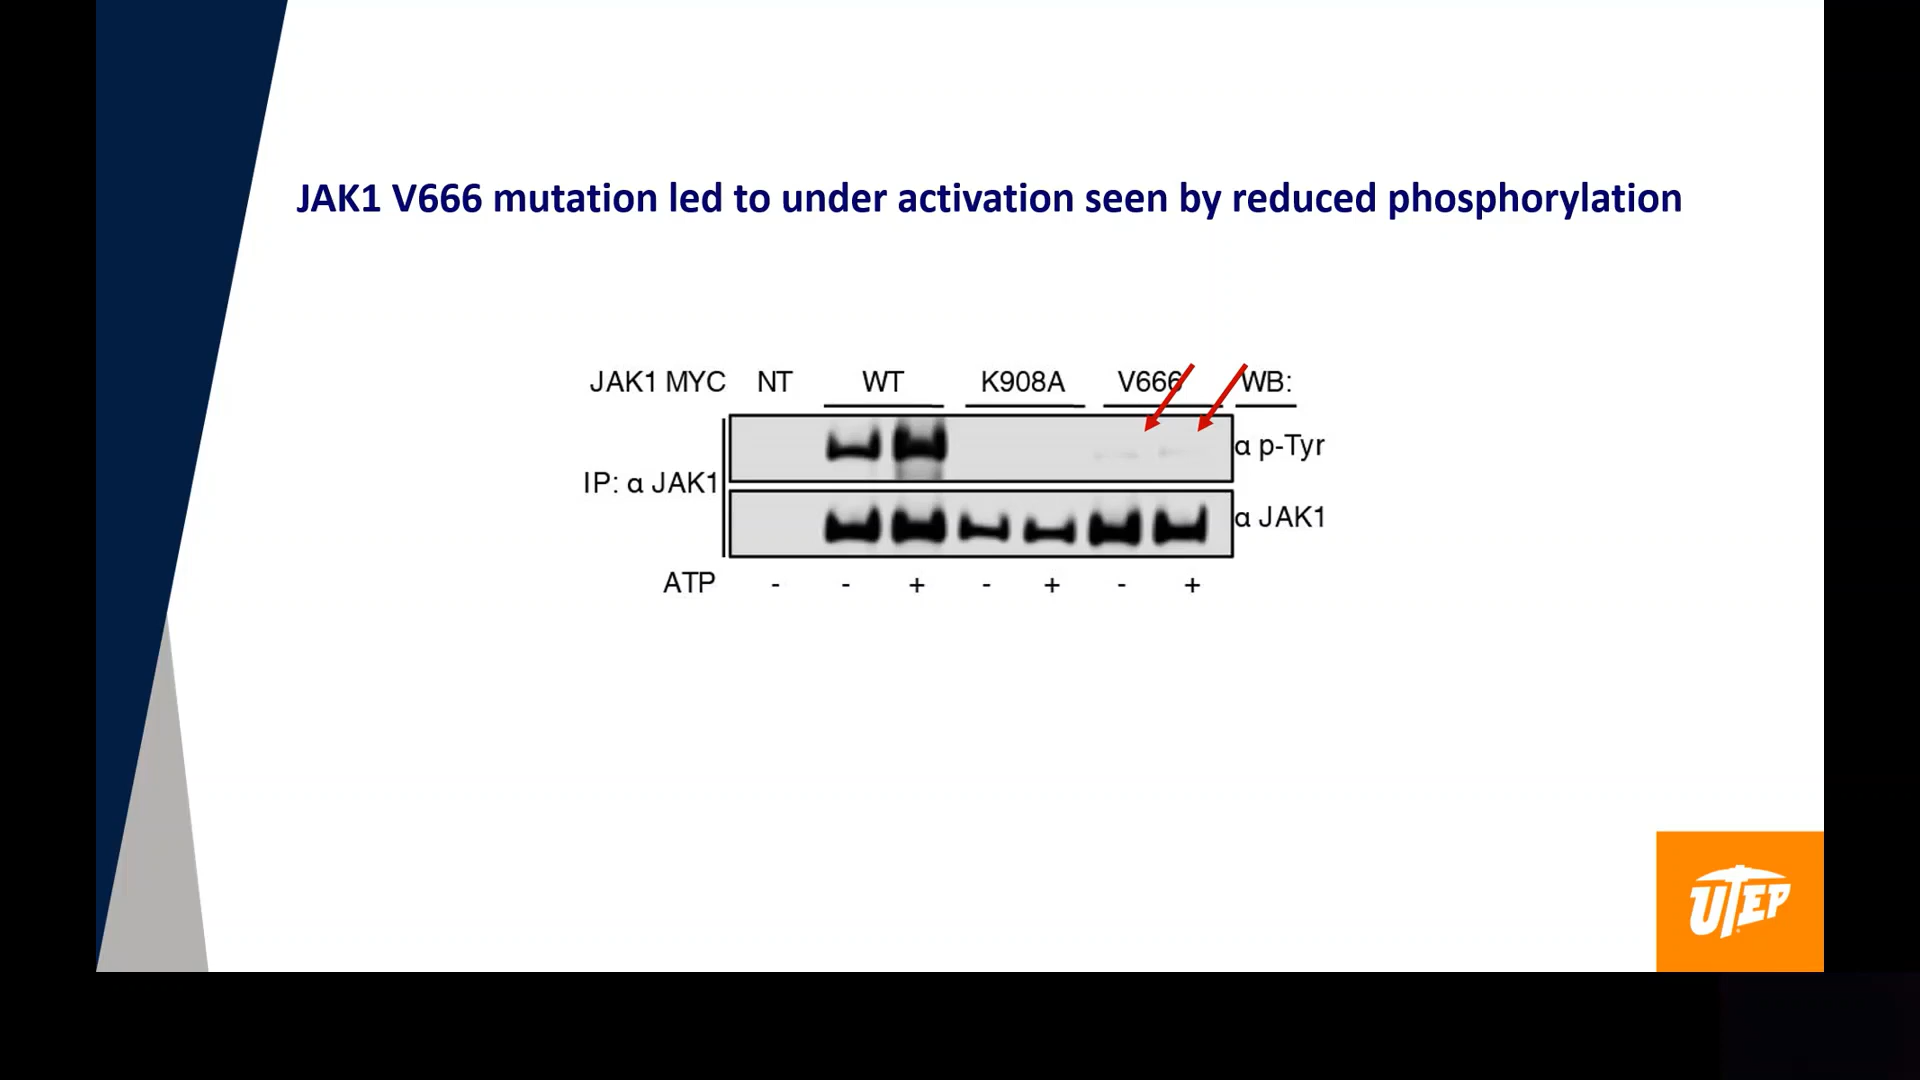 JAK1 V666 mutation led to under activation seen by reduced phosphorylation
JAK1 MYC NT WT K908A V666 WB:
α p-Tyr
IP: α JAK1
α JAK1
ATP - - + - + - +
UTEP